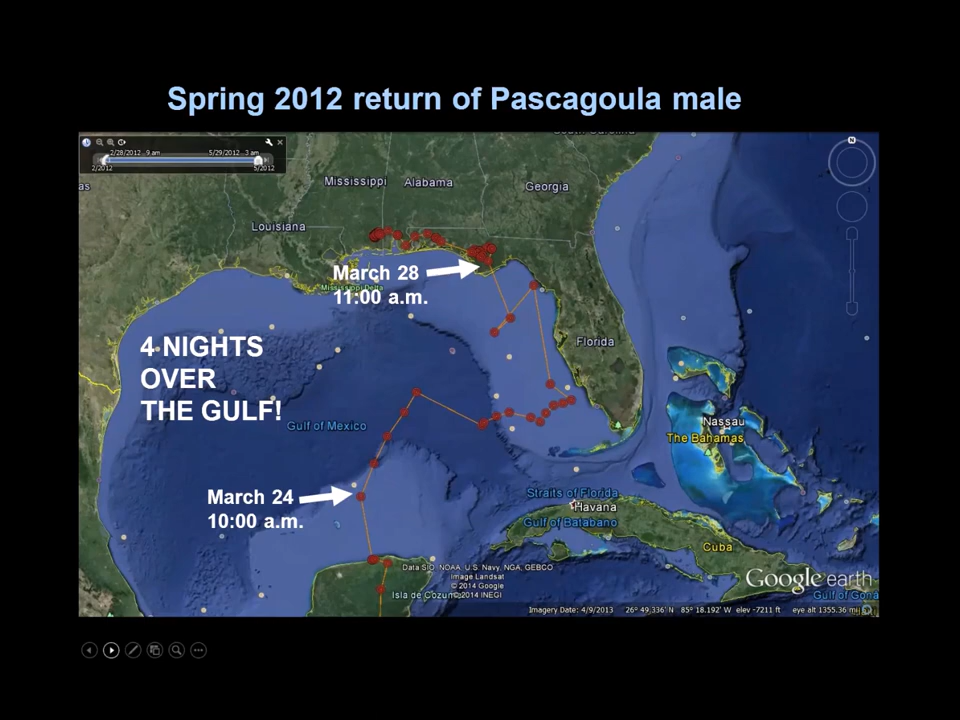 Spring 2012 return of Pascagoula male
2/28/2012 9 am
5/29/2012 3 am
2/2012
5/2012
N
as
Mississippi
Alabama
Georgia
Louisiana
March 28
11:00 a.m.
Mississippi Delta
4 NIGHTS
OVER
THE GULF!
Florida
Gulf of Mexico
Nassau
The Bahamas
March 24
10:00 a.m.
Straits of Florida
Havana
Gulf of Batabano
Cuba
Data SIO, NOAA, U.S. Navy, NGA, GEBCO
Image Landsat
© 2014 Google
© 2014 INEGI
Google earth
Gulf of Gona
Imagery Date: 4/9/2013 26° 49.336' N 85° 18.192' W elev -7211 ft eye alt 1355.36 mi